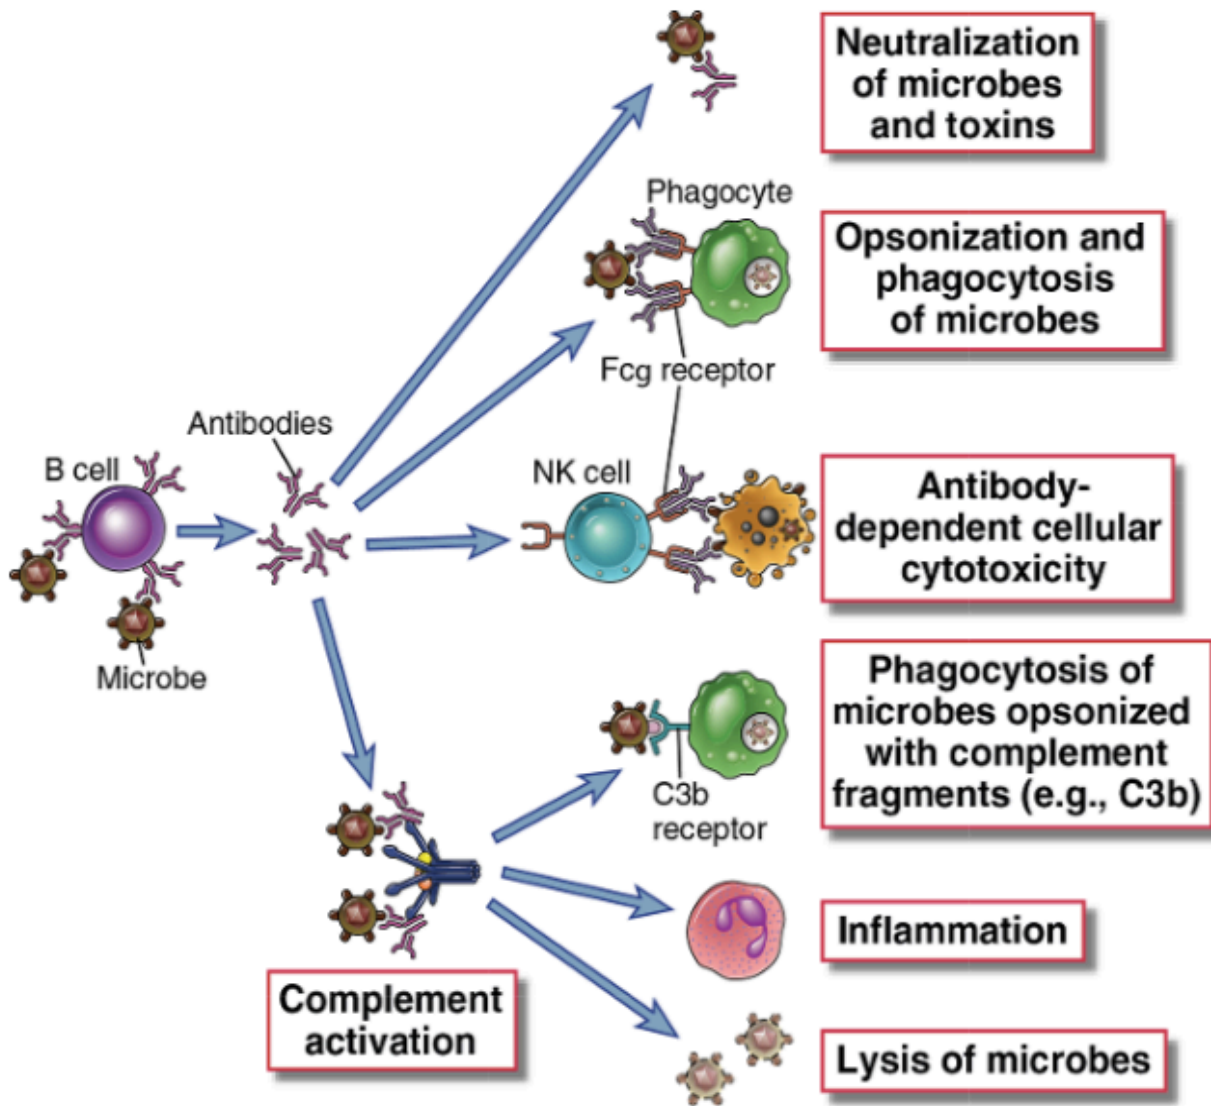 Neutralization
of microbes
and toxins
Phagocyte
Opsonization and
phagocytosis
of microbes
Fcg receptor
Antibodies
B cell
NK cell
Antibody-
dependent cellular
cytotoxicity
Microbe
Phagocytosis of
microbes opsonized
with complement
fragments (e.g., C3b)
C3b
receptor
Inflammation
Complement
activation
Lysis of microbes